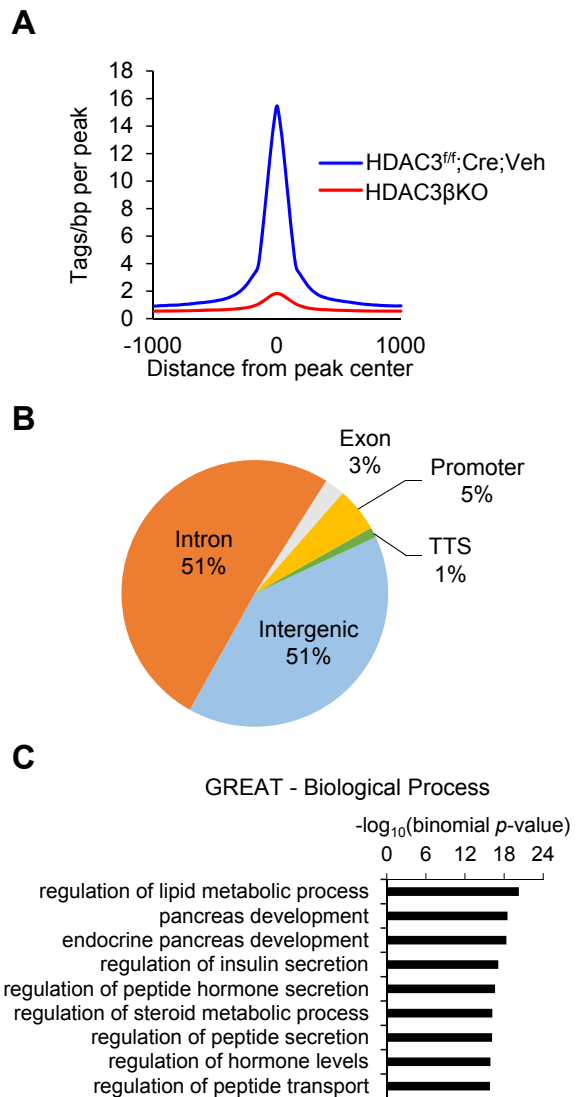 A
18
16
14
12
10
8
6
4
2
0
Tags/bp per peak
HDAC3f/f;Cre;Veh
HDAC3βKO
-1000
0
1000
Distance from peak center
B
Exon
3%
Promoter
5%
TTS
1%
Intron
51%
Intergenic
51%
C
GREAT - Biological Process
-log10(binomial p-value)
0 6 12 18 24
regulation of lipid metabolic process
pancreas development
endocrine pancreas development
regulation of insulin secretion
regulation of peptide hormone secretion
regulation of steroid metabolic process
regulation of peptide secretion
regulation of hormone levels
regulation of peptide transport